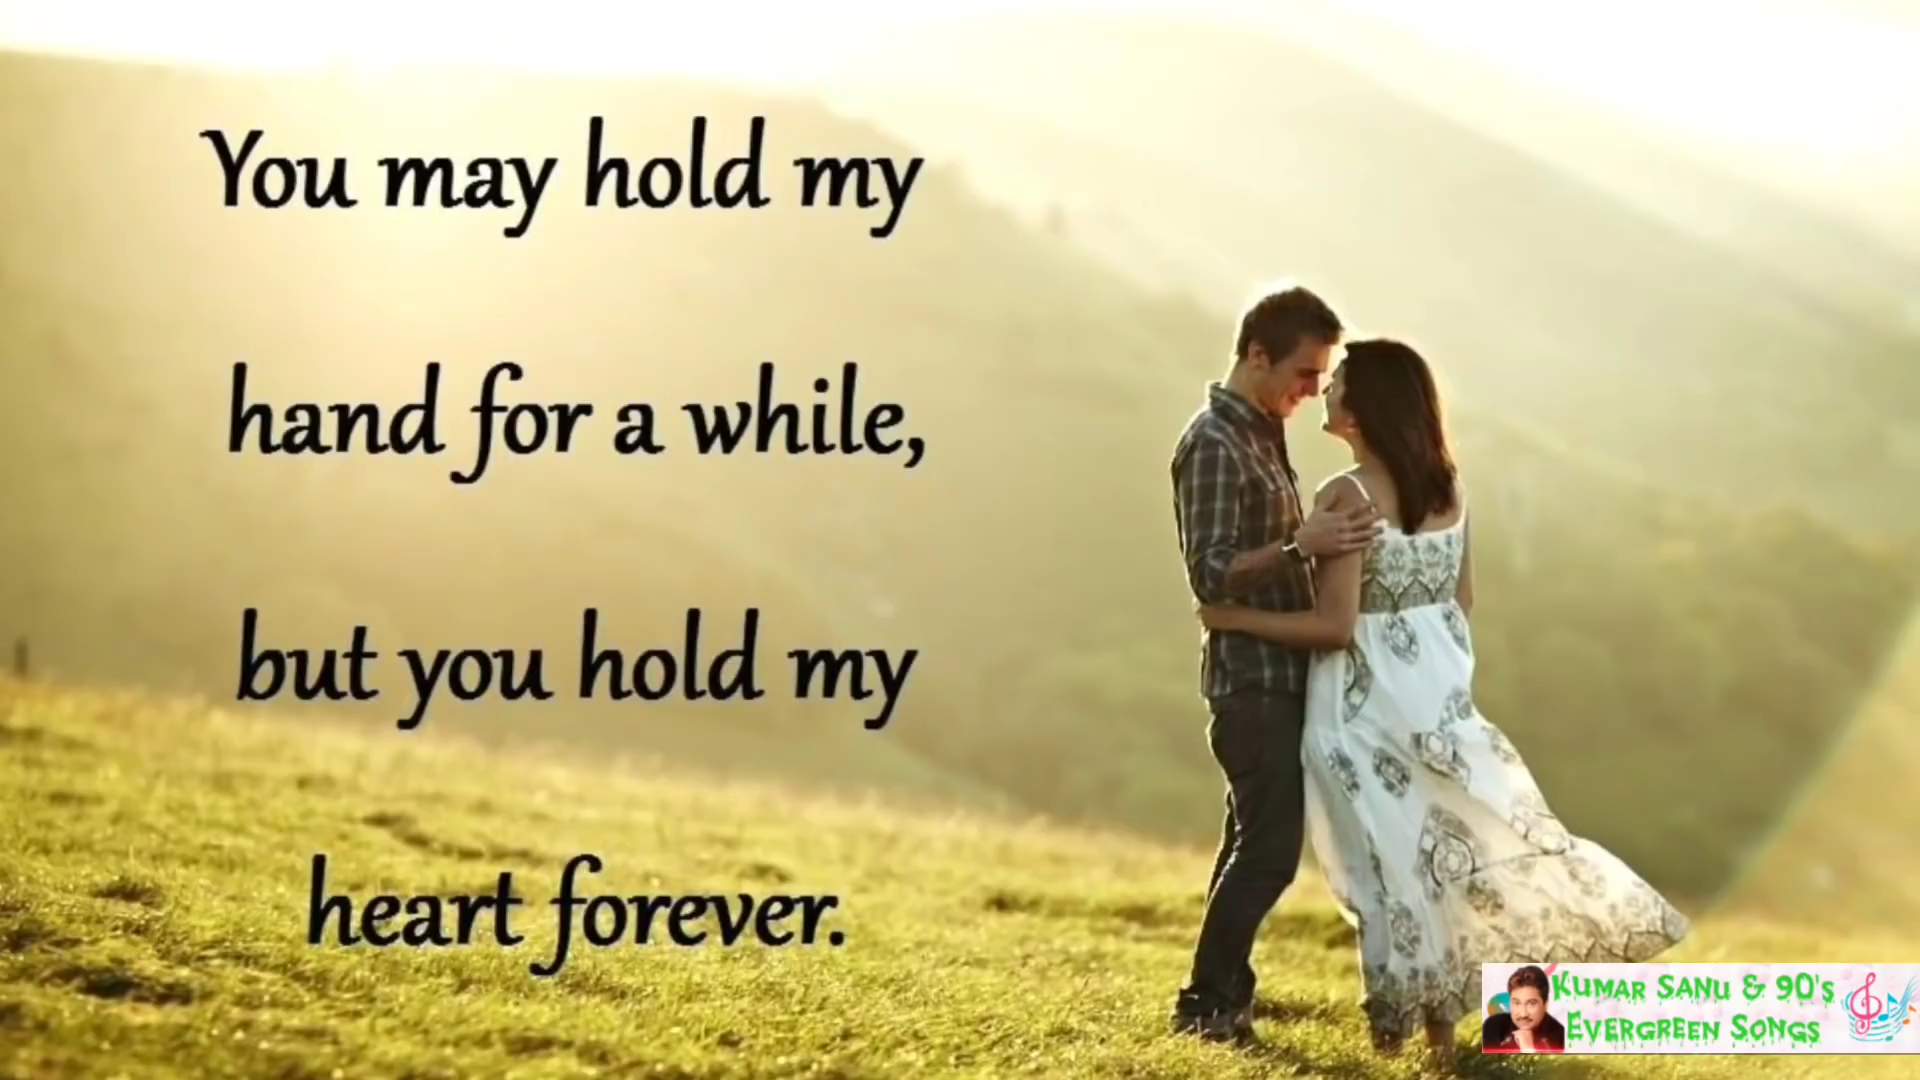 You may hold my
hand for a while,
but you hold my
heart forever.
Kumar Sanu & 90's
Evergreen Songs